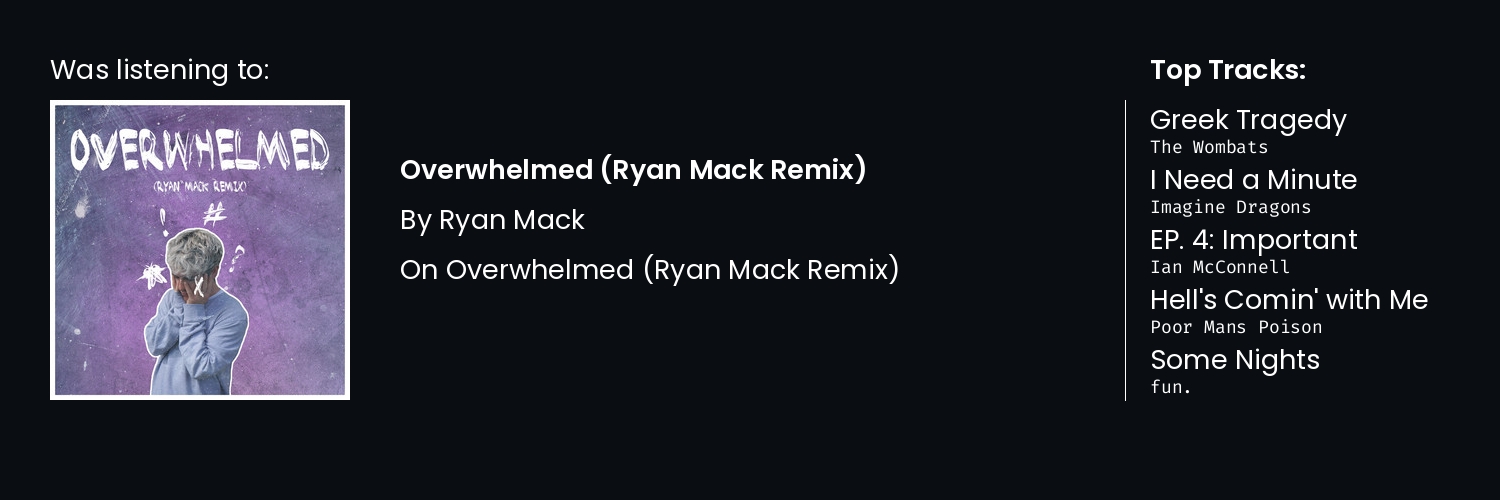 Was listening to:
OVERWHELMED
(RYAN MACK REMIX)
Overwhelmed (Ryan Mack Remix)
By Ryan Mack
On Overwhelmed (Ryan Mack Remix)
Top Tracks:
Greek Tragedy
The Wombats
I Need a Minute
Imagine Dragons
EP. 4: Important
Ian McConnell
Hell's Comin' with Me
Poor Mans Poison
Some Nights
fun.